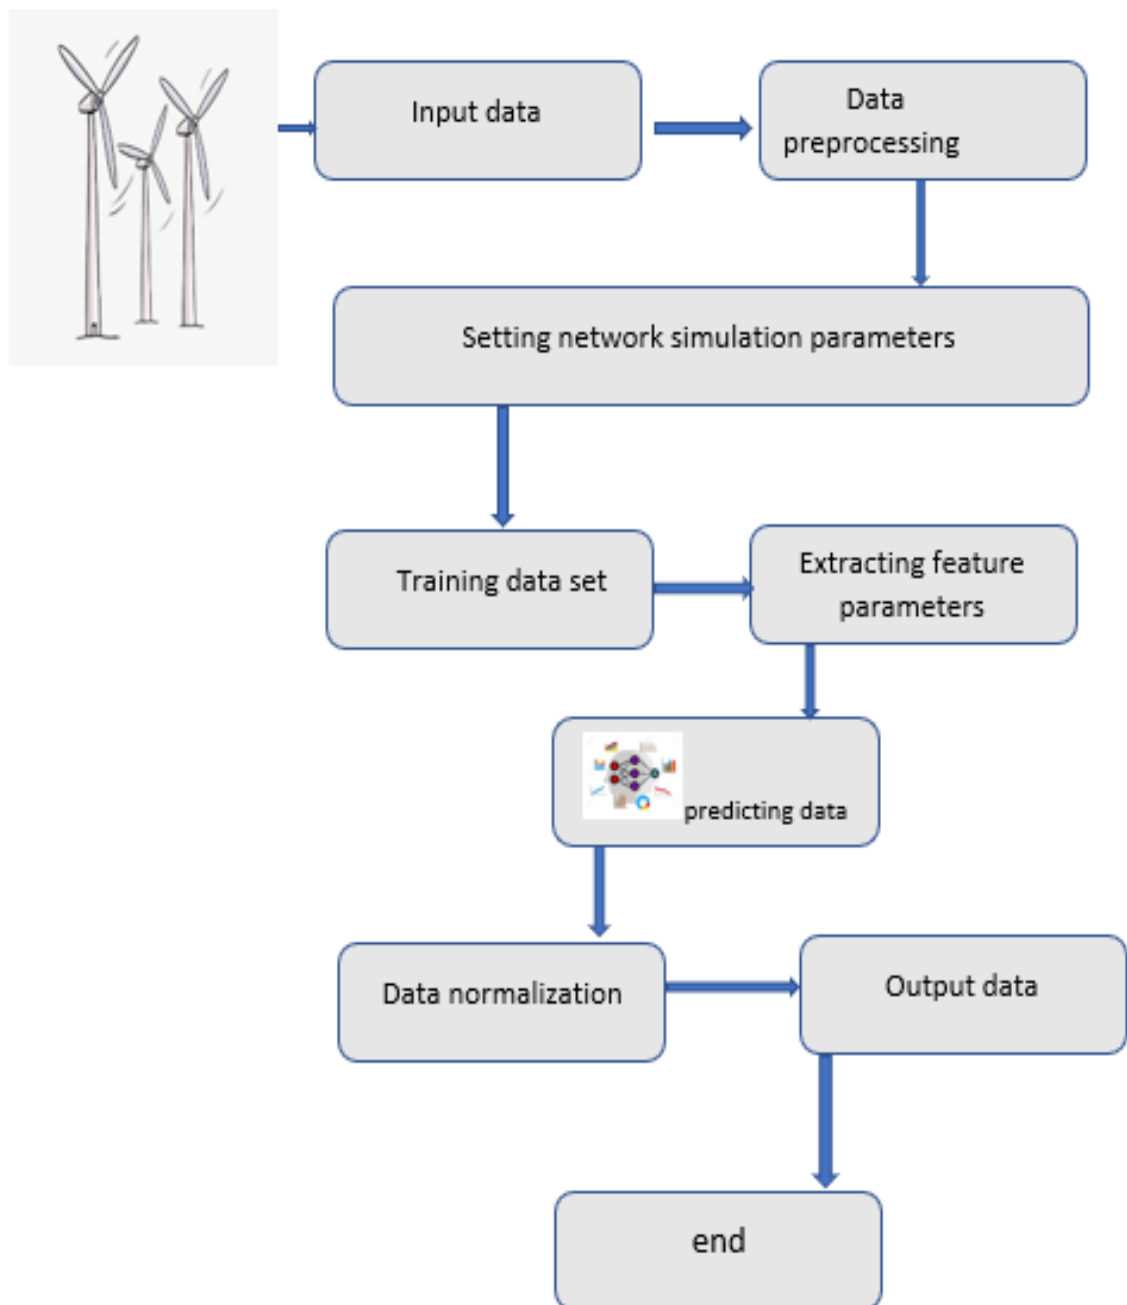 Input data
Data
preprocessing
Setting network simulation parameters
Training data set
Extracting feature
parameters
predicting data
Data normalization
Output data
end